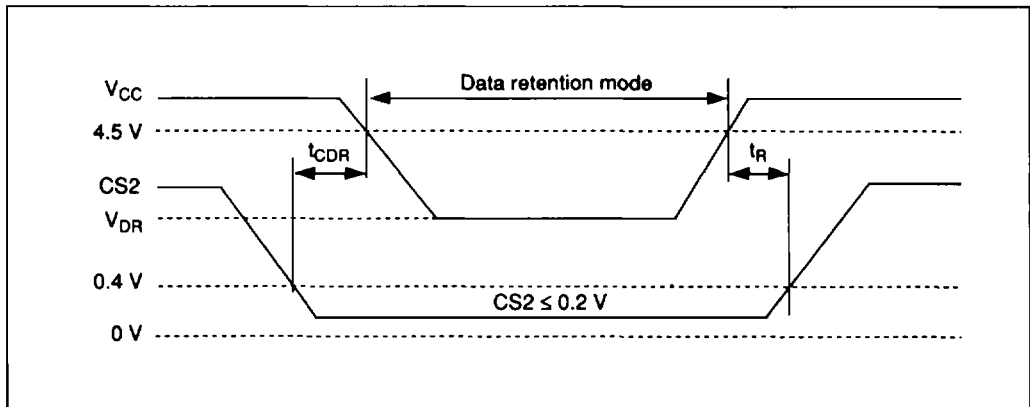 Data retention mode
V_CC
4.5 V
t_CDR
t_R
CS2
V_DR
0.4 V
CS2 ≤ 0.2 V
0 V